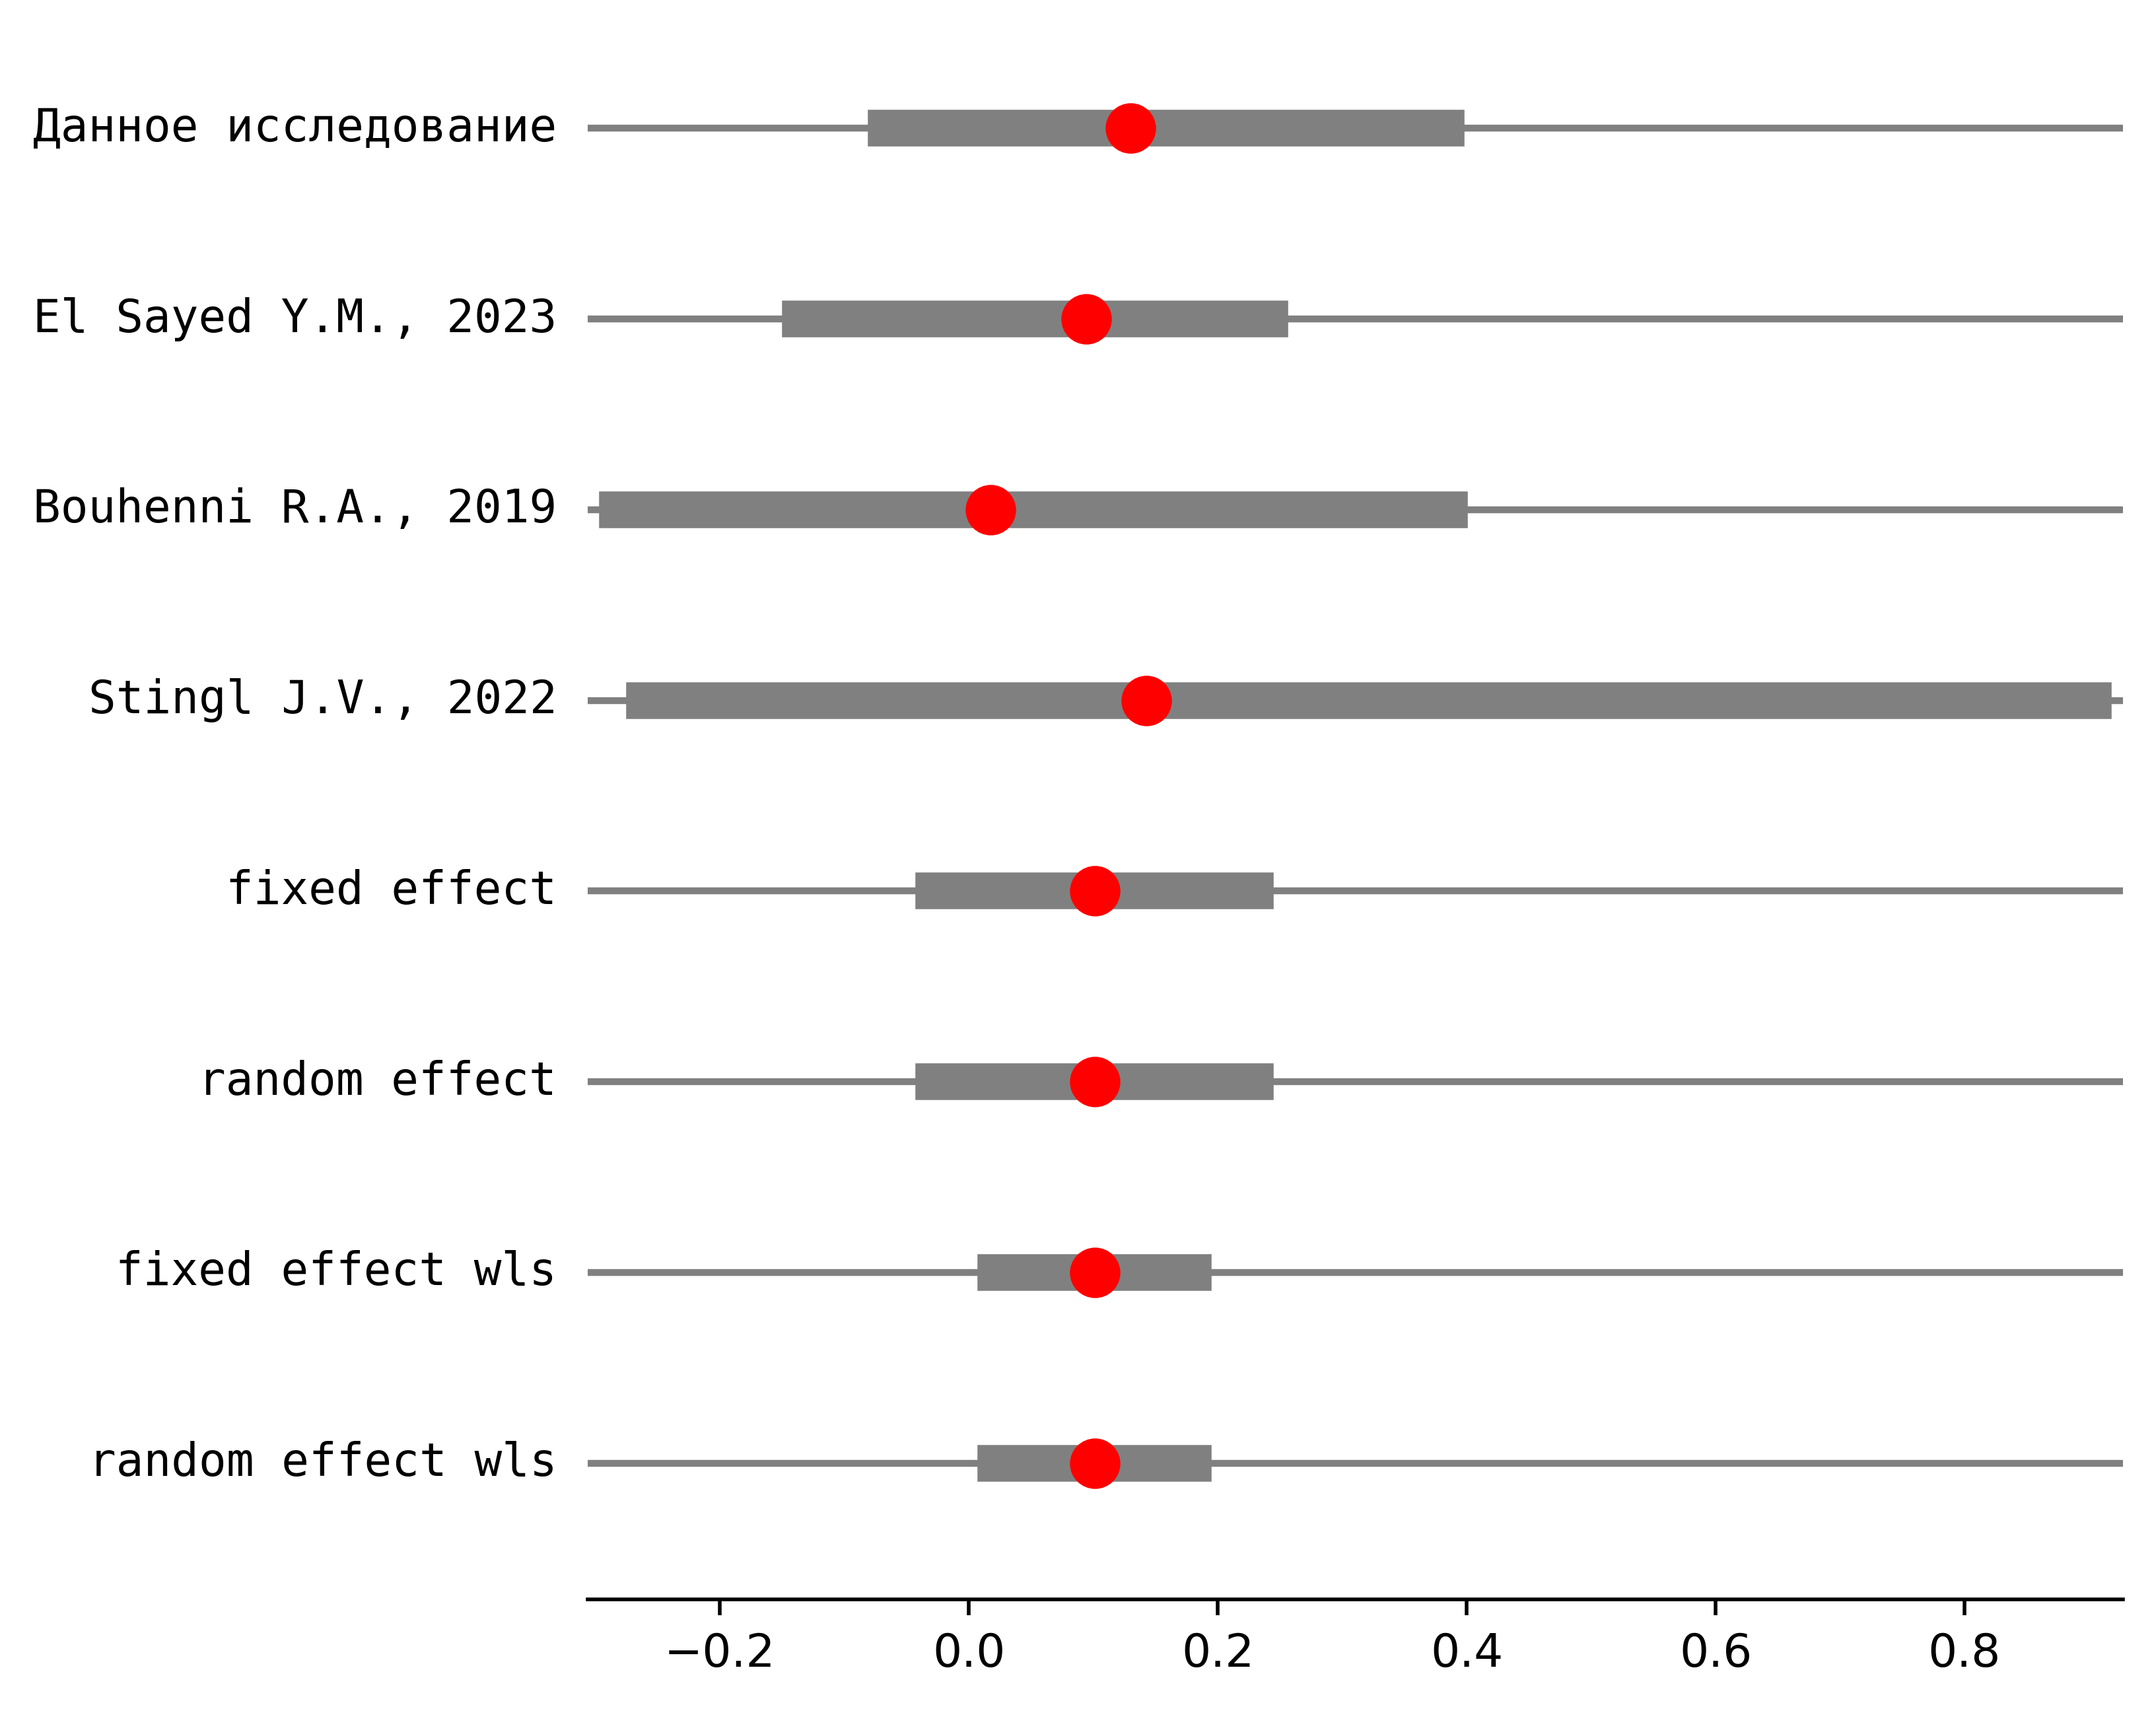 Данное исследование
El Sayed Y.M., 2023
Bouhenni R.A., 2019
Stingl J.V., 2022
fixed effect
random effect
fixed effect wls
random effect wls
−0.2 0.0 0.2 0.4 0.6 0.8